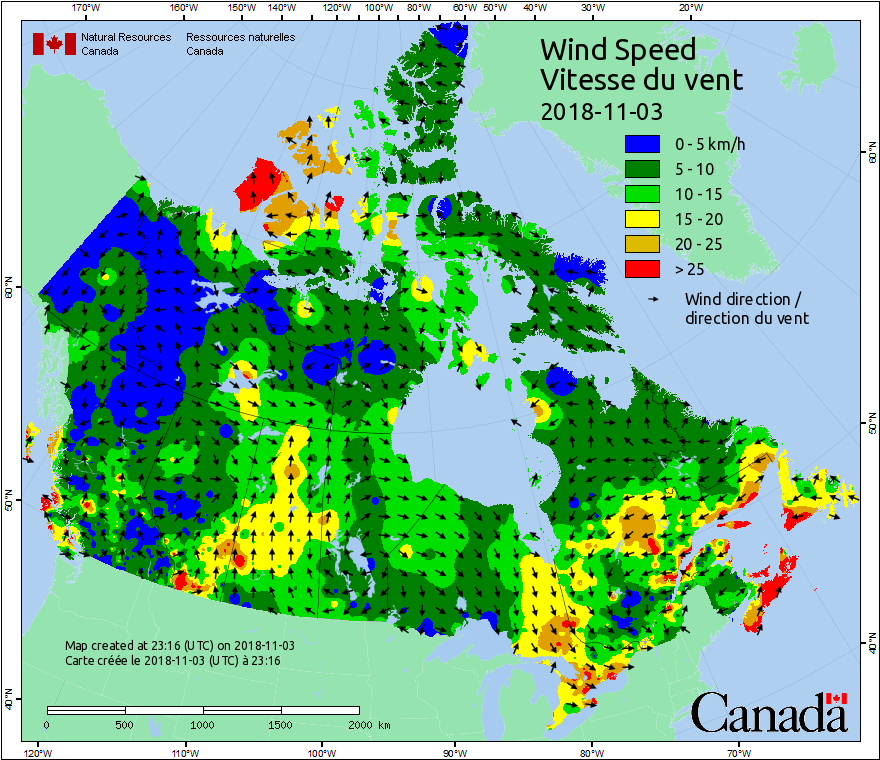 170°W 160°W 150°W 140°W 130°W 120°W 110°W 100°W 90°W 80°W 70°W 60°W 50°W 40°W 30°W 20°W
Natural Resources Ressources naturelles
Canada Canada
Wind Speed
Vitesse du vent
2018-11-03
0 - 5 km/h
5 - 10
10 - 15
15 - 20
20 - 25
> 25
Wind direction /
direction du vent
60°N
50°N
40°N
60°N
50°N
40°N
Map created at 23:16 (UTC) on 2018-11-03
Carte créée le 2018-11-03 (UTC) à 23:16
0 500 1000 1500 2000 km
Canada
120°W 110°W 100°W 90°W 80°W 70°W